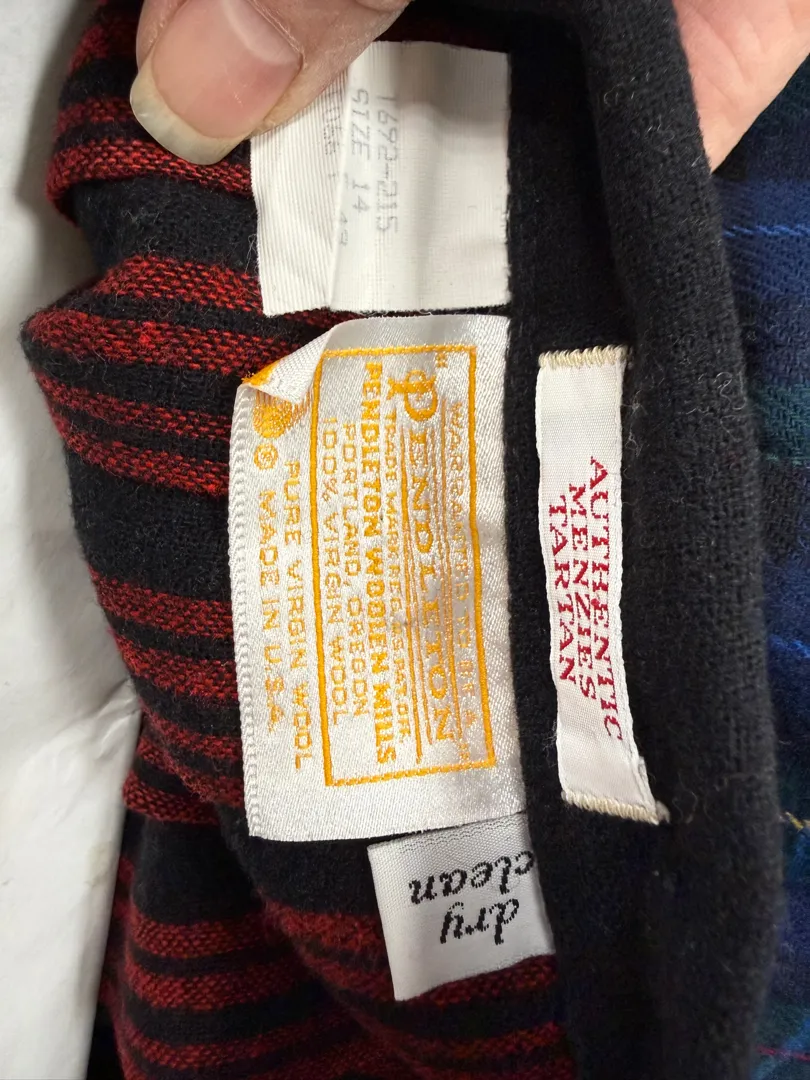 1692-215
SIZE 14
"WARRANTED TO BE A
PENDLETON"
TRADE MARK REG. U.S. PAT. OFF.
PENDLETON WOOLEN MILLS
PORTLAND, OREGON
100% VIRGIN WOOL
PURE VIRGIN WOOL
® MADE IN U.S.A.
AUTHENTIC
MENZIES
TARTAN
dry
clean